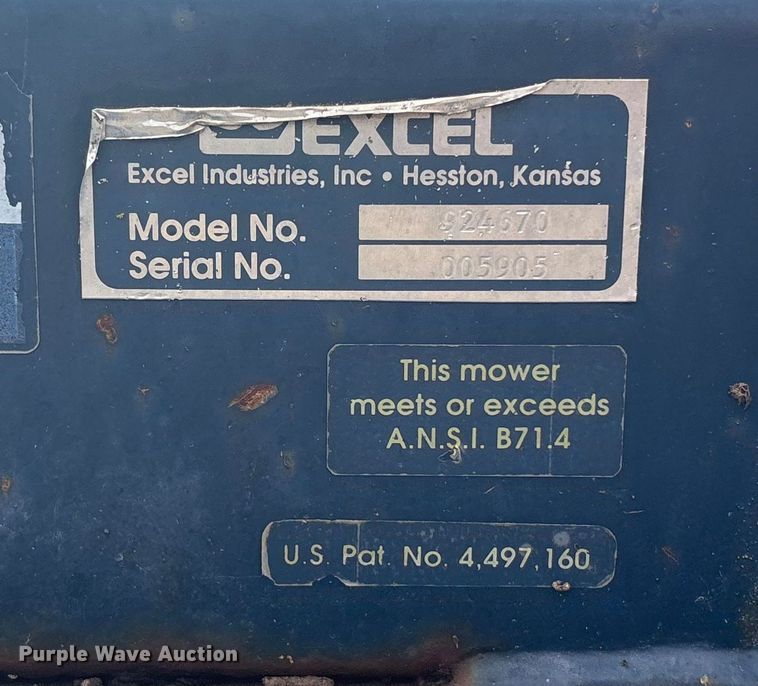 EXCEL
Excel Industries, Inc • Hesston, Kansas
Model No. 924670
Serial No. 005905
This mower
meets or exceeds
A.N.S.I. B71.4
U.S. Pat. No. 4,497,160
Purple Wave Auction